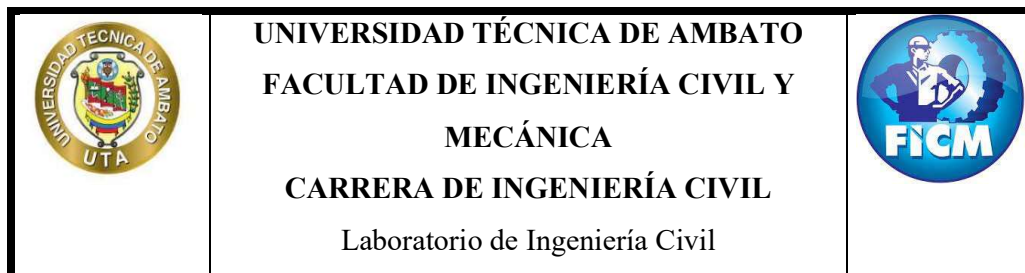 UNIVERSIDAD TECNICA DE AMBATO
UTA
UNIVERSIDAD TÉCNICA DE AMBATO
FACULTAD DE INGENIERÍA CIVIL Y
MECÁNICA
CARRERA DE INGENIERÍA CIVIL
Laboratorio de Ingeniería Civil
FICM